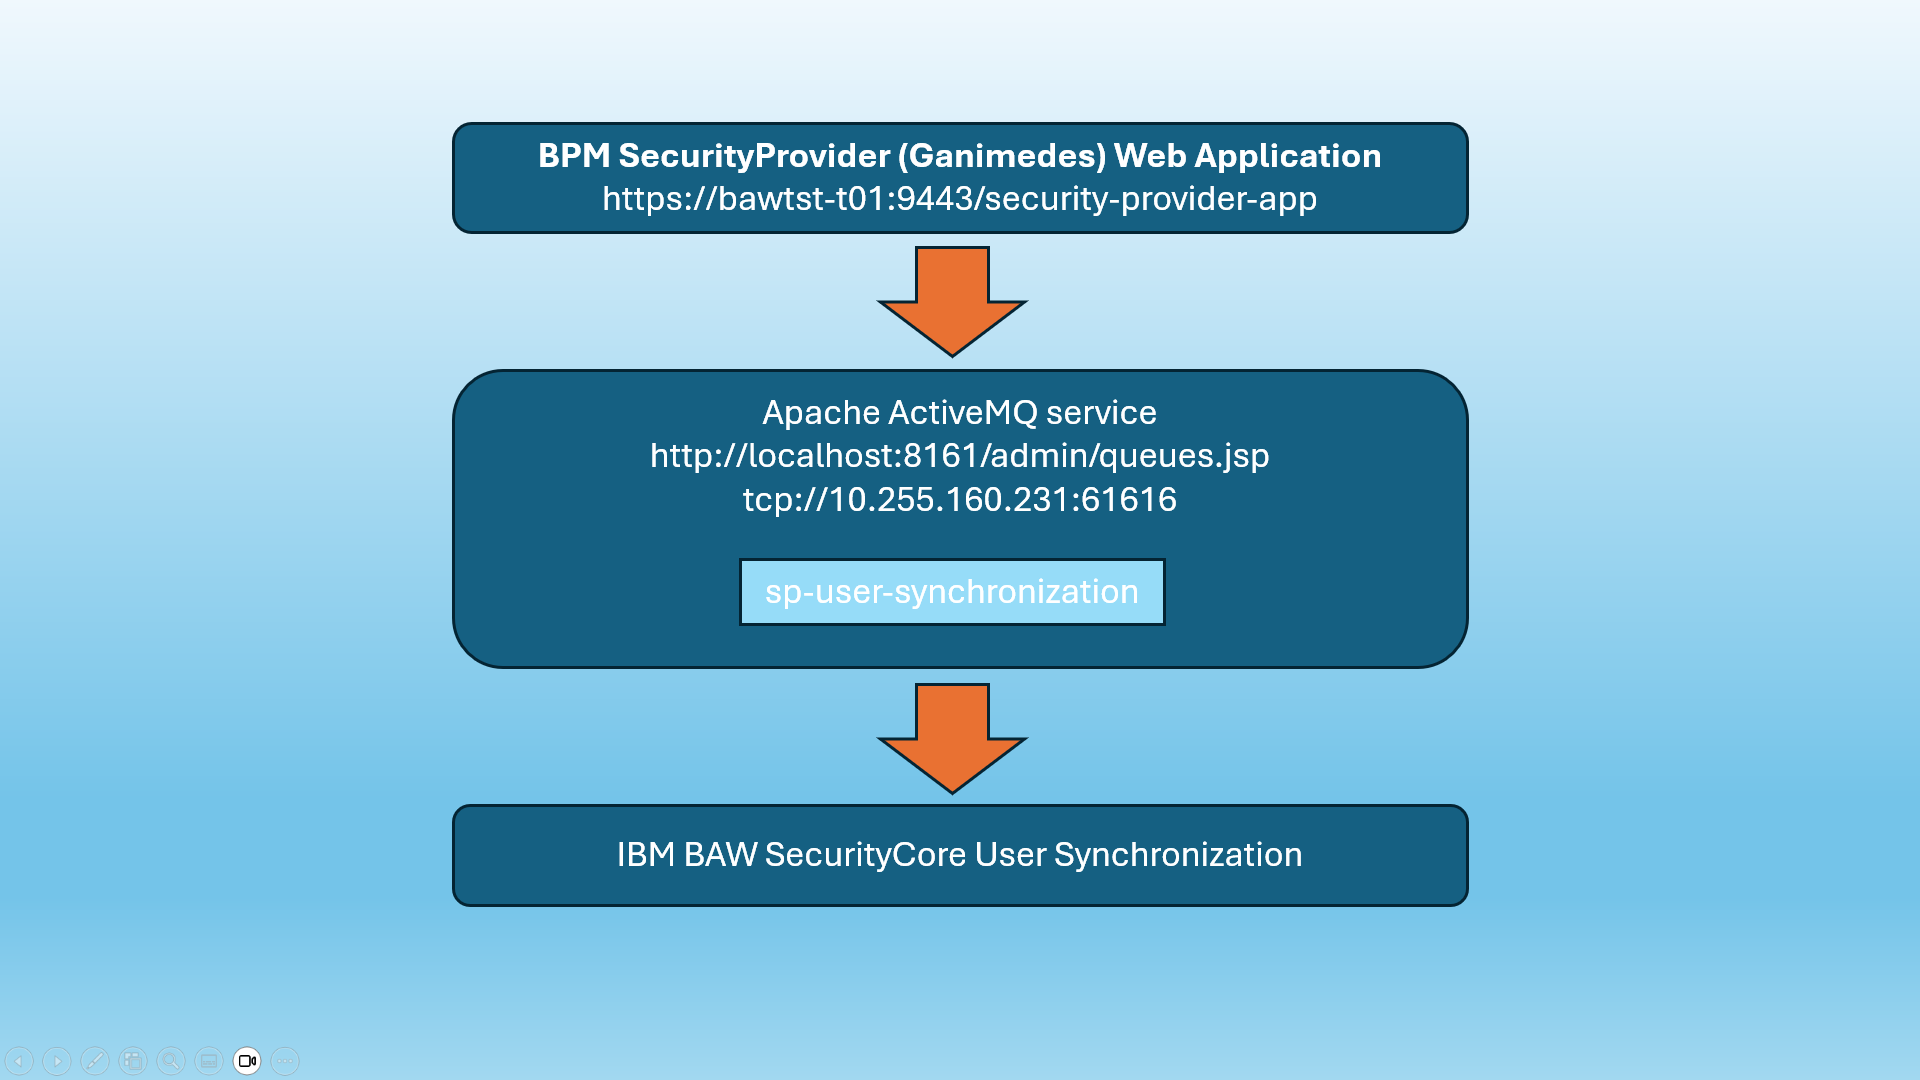 BPM SecurityProvider (Ganimedes) Web Application
https://bawtst-t01:9443/security-provider-app
Apache ActiveMQ service
http://localhost:8161/admin/queues.jsp
tcp://10.255.160.231:61616
sp-user-synchronization
IBM BAW SecurityCore User Synchronization